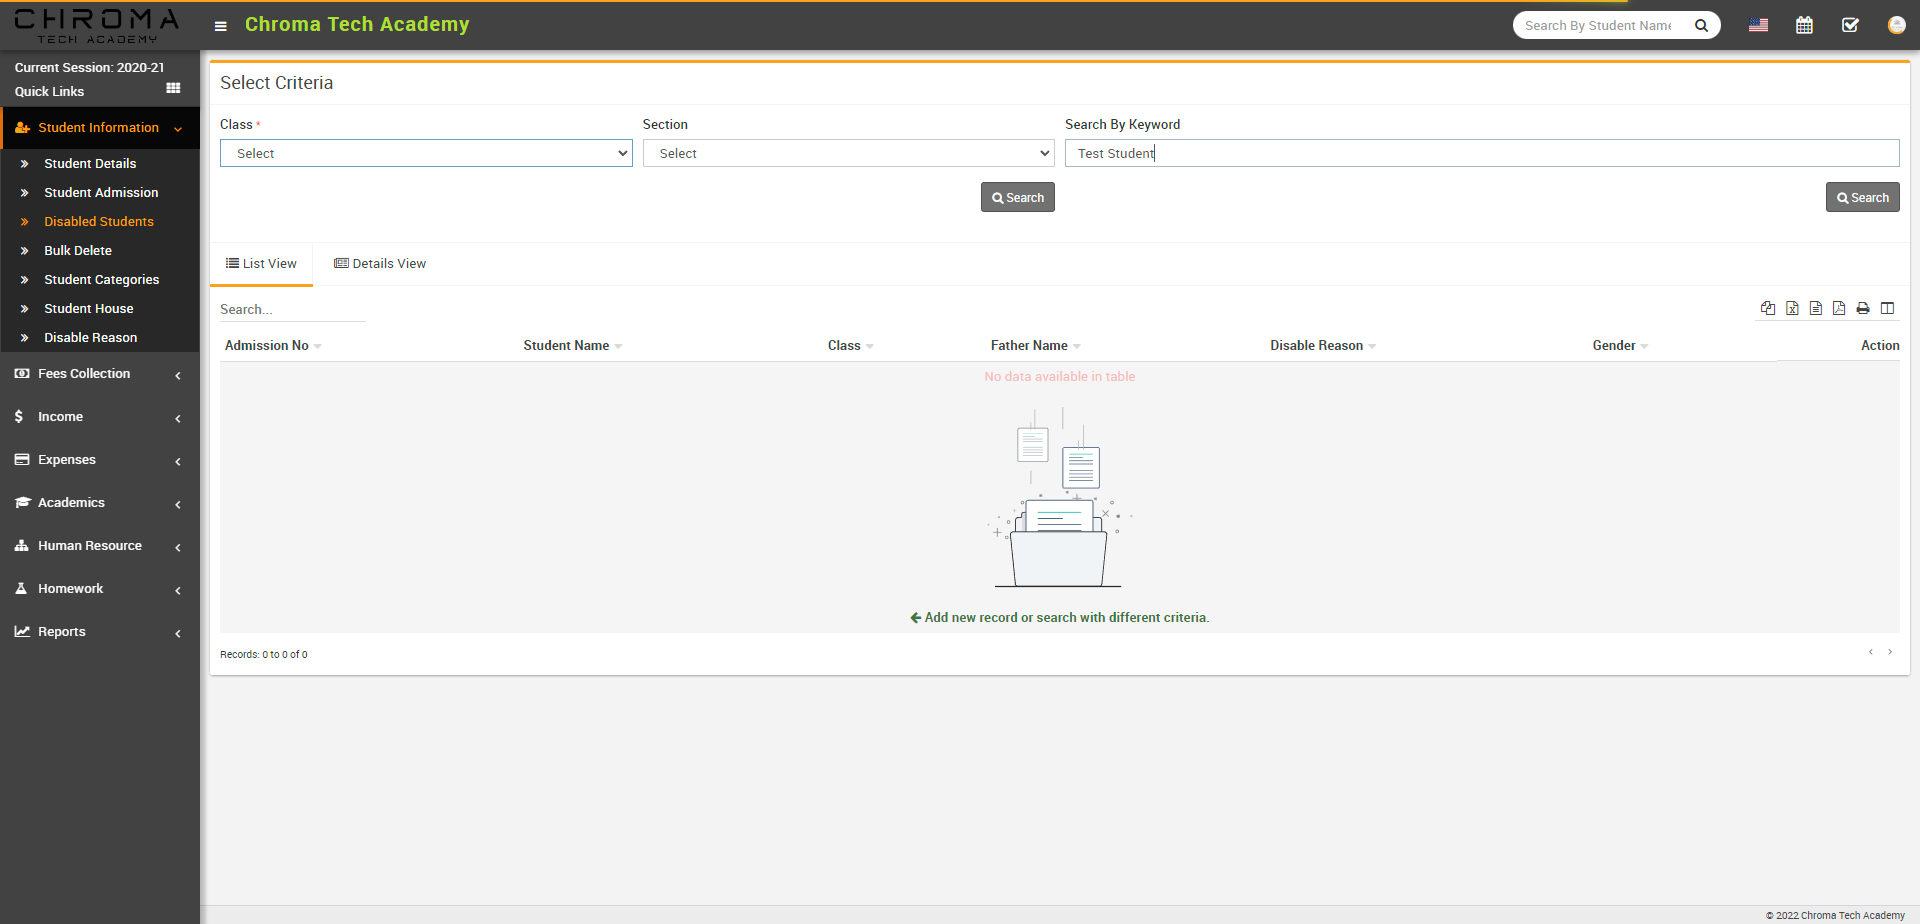 CHROMA
TECH ACADEMY
Chroma Tech Academy
Search By Student Name
Current Session: 2020-21
Quick Links
Student Information
Student Details
Student Admission
Disabled Students
Bulk Delete
Student Categories
Student House
Disable Reason
Fees Collection
Income
Expenses
Academics
Human Resource
Homework
Reports
Select Criteria
Class * Section Search By Keyword
Select Select Test Student
Search Search
List View Details View
Search...
Admission No Student Name Class Father Name Disable Reason Gender Action
No data available in table
Add new record or search with different criteria.
Records: 0 to 0 of 0
© 2022 Chroma Tech Academy